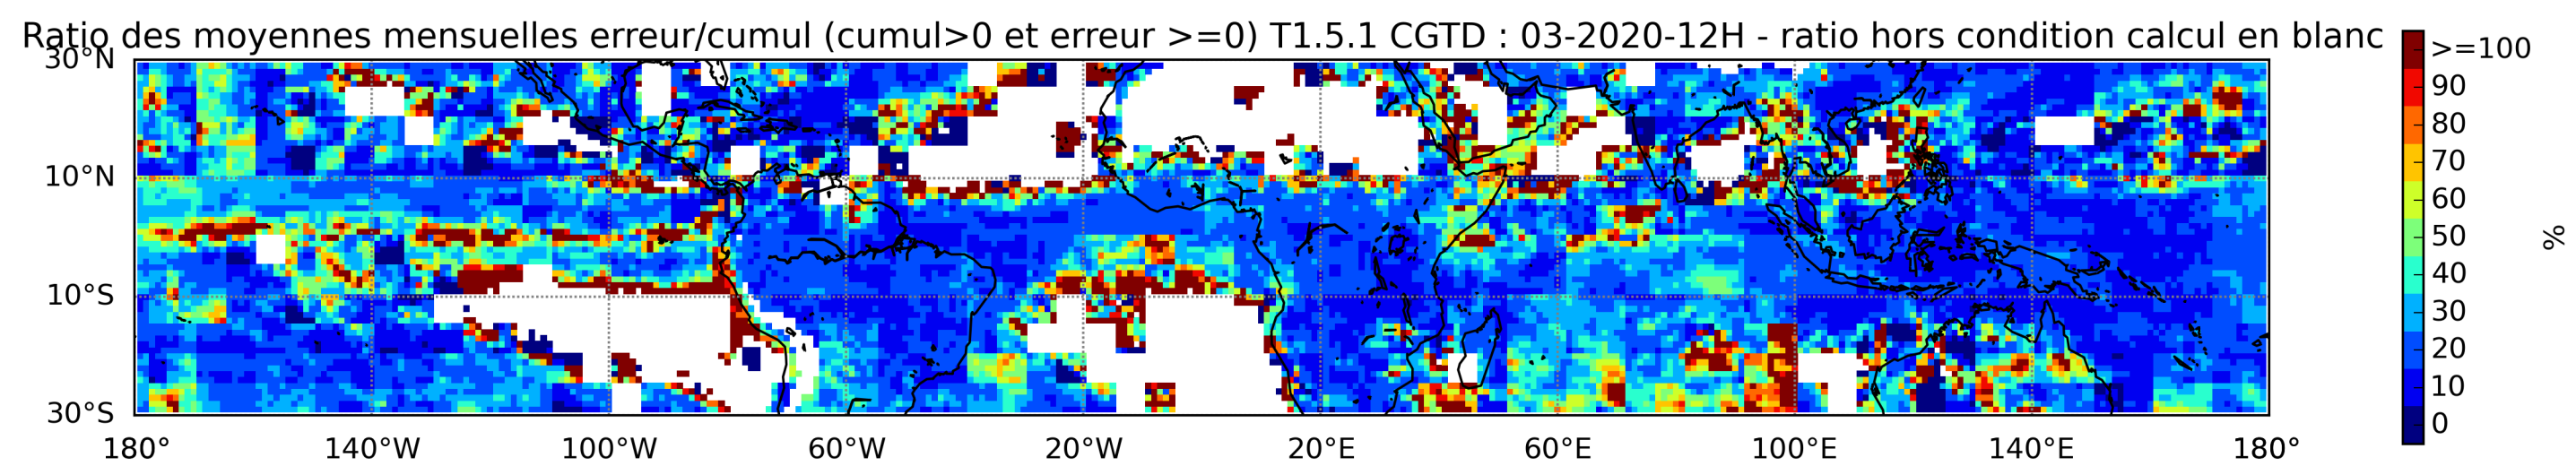 Ratio des moyennes mensuelles erreur/cumul (cumul>0 et erreur >=0) T1.5.1 CGTD : 03-2020-12H - ratio hors condition calcul en blanc
30°N
10°N
10°S
30°S
180°
140°W
100°W
60°W
20°W
20°E
60°E
100°E
140°E
180°
>=100
90
80
70
60
50
40
30
20
10
0
%